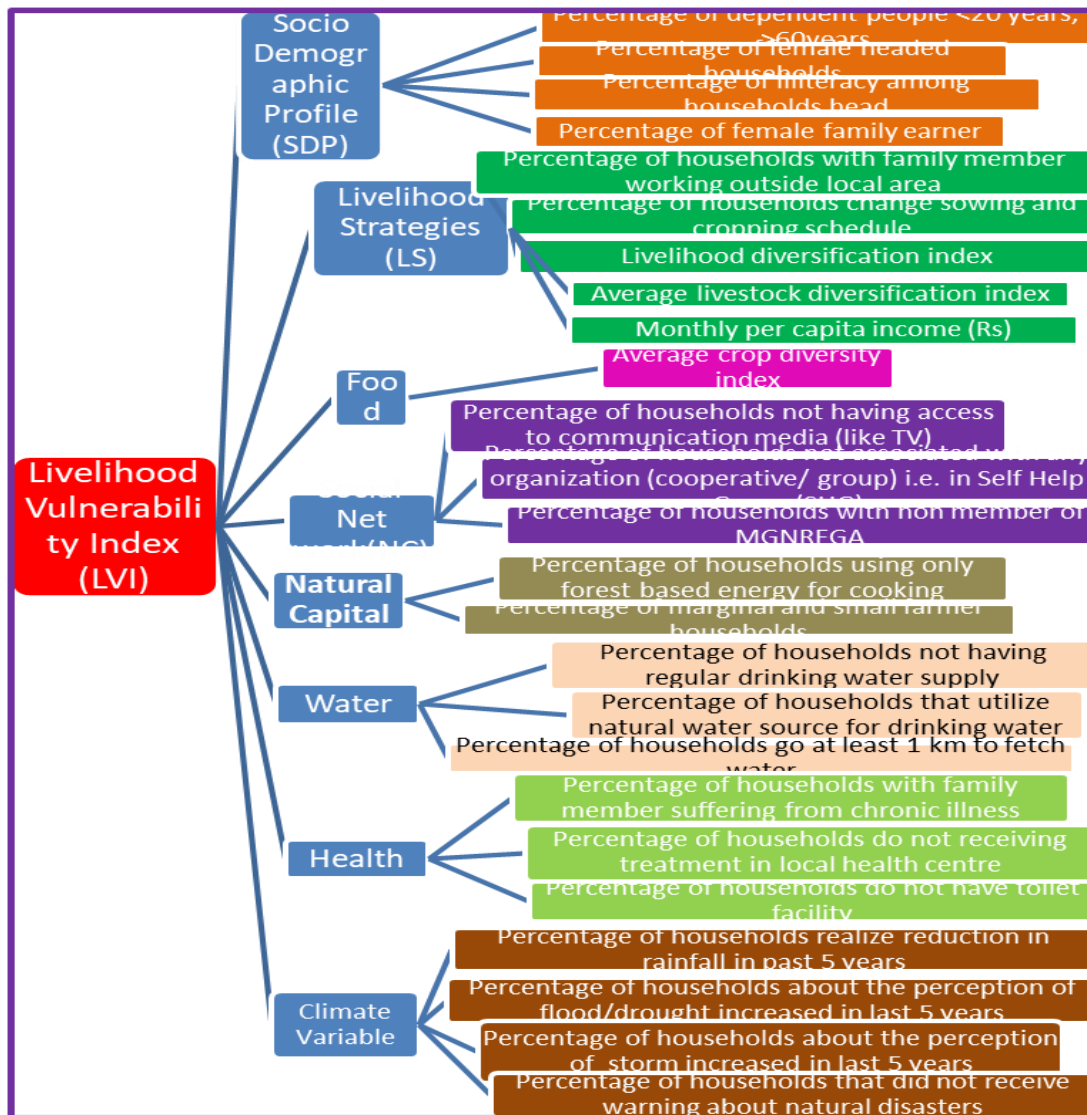 Socio
Demogr
aphic
Profile
(SDP)
Percentage of dependent people <20 years,
>60years
Percentage of female headed
households
Percentage of illiteracy among
households head
Percentage of female family earner
Livelihood
Strategies
(LS)
Percentage of households with family member
working outside local area
Percentage of households change sowing and
cropping schedule
Livelihood diversification index
Average livestock diversification index
Monthly per capita income (Rs)
Foo
d
Average crop diversity
index
Livelihood
Vulnerabili
ty Index
(LVI)
Social
Net
work(NC)
Percentage of households not having access
to communication media (like TV)
Percentage of households not associated with any
organization (cooperative/ group) i.e. in Self Help
Percentage of households with non member of
MGNREGA
Natural
Capital
Percentage of households using only
forest based energy for cooking
Percentage of marginal and small farmer
households
Water
Percentage of households not having
regular drinking water supply
Percentage of households that utilize
natural water source for drinking water
Percentage of households go at least 1 km to fetch
water
Health
Percentage of households with family
member suffering from chronic illness
Percentage of households do not receiving
treatment in local health centre
Percentage of households do not have toilet
facility
Climate
Variable
Percentage of households realize reduction in
rainfall in past 5 years
Percentage of households about the perception of
flood/drought increased in last 5 years
Percentage of households about the perception
of storm increased in last 5 years
Percentage of households that did not receive
warning about natural disasters